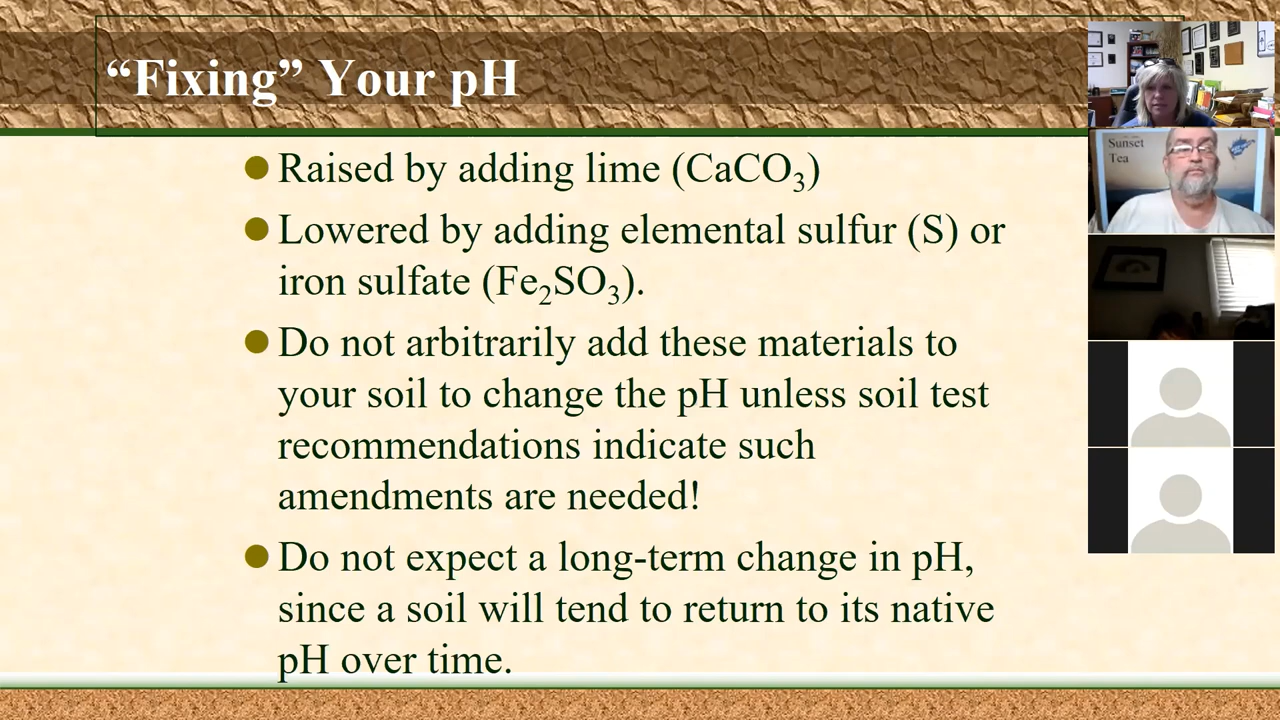 “Fixing” Your pH
Raised by adding lime (CaCO₃)
Lowered by adding elemental sulfur (S) or
iron sulfate (Fe₂SO₃).
Do not arbitrarily add these materials to
your soil to change the pH unless soil test
recommendations indicate such
amendments are needed!
Do not expect a long-term change in pH,
since a soil will tend to return to its native
pH over time.
Sunset
Tea